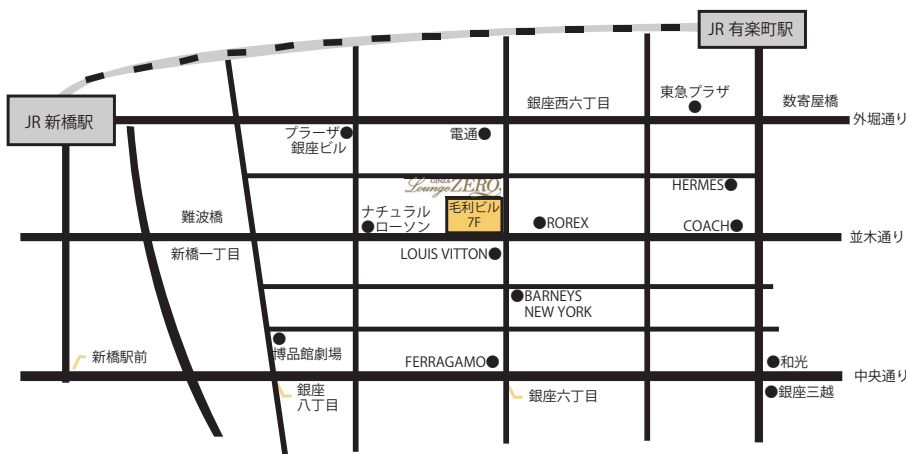 JR 有楽町駅
JR 新橋駅
東急プラザ
銀座西六丁目
数寄屋橋
外堀通り
プラーザ
銀座ビル
電通
HERMES
Lounge ZERO
毛利ビル
7F
ナチュラル
ローソン
ROREX
COACH
難波橋
並木通り
新橋一丁目
LOUIS VITTON
BARNEYS
NEW YORK
博品館劇場
新橋駅前
FERRAGAMO
和光
中央通り
銀座
八丁目
銀座六丁目
銀座三越